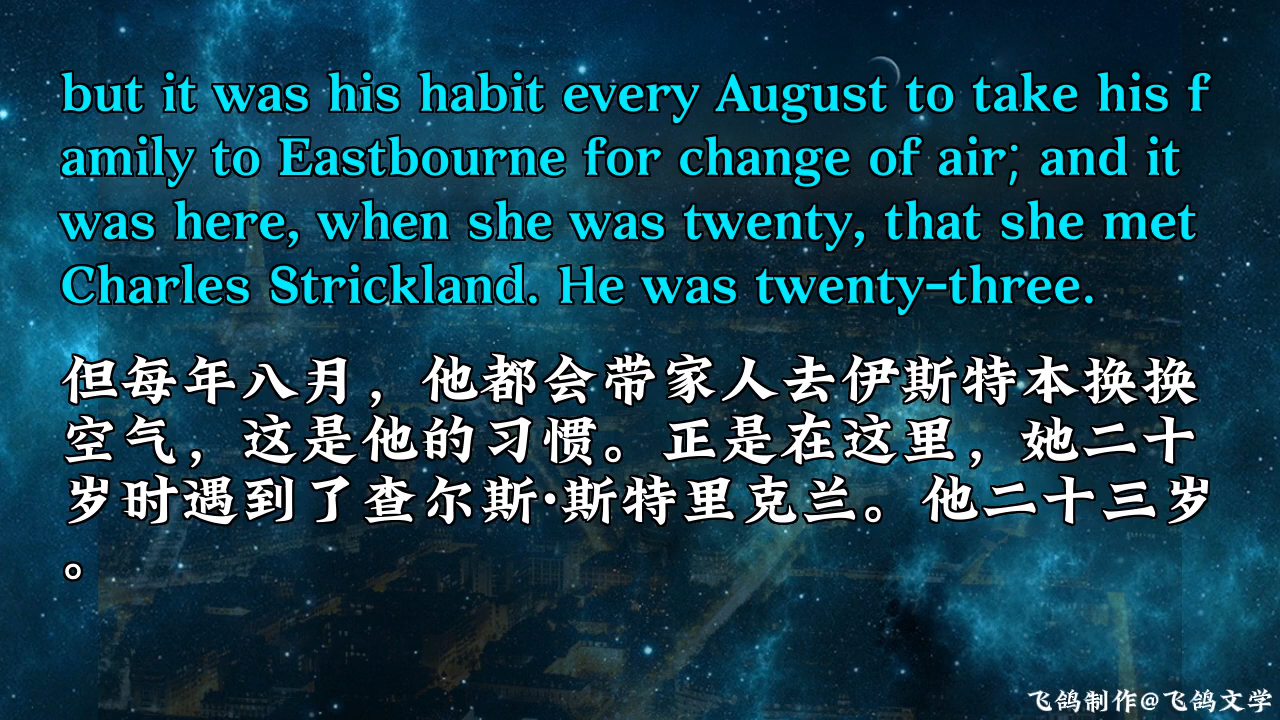 but it was his habit every August to take his f
amily to Eastbourne for change of air; and it
was here, when she was twenty, that she met
Charles Strickland. He was twenty-three.
但每年八月，他都会带家人去伊斯特本换换
空气，这是他的习惯。正是在这里，她二十
岁时遇到了查尔斯·斯特里克兰。他二十三岁
。
飞鸽制作@飞鸽文学